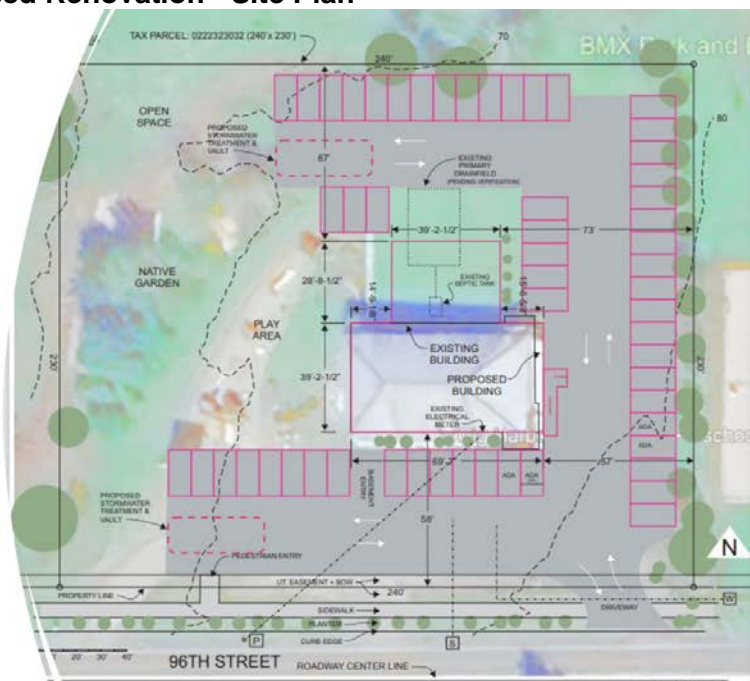 ed Renovation - Site Plan
TAX PARCEL: 0222323032 (240' x 230')
70
240'
BMX Park and
OPEN
SPACE
80
PROPOSED
STORMWATER
TREATMENT &
VAULT
67'
EXISTING
PRIMARY
DRAINFIELD
(PENDING VERIFICATION)
39'-2-1/2"
73'
NATIVE
GARDEN
28'-8-1/2"
EXISTING
SEPTIC TANK
PLAY
AREA
230'
230'
EXISTING
BUILDING
39'-2-1/2"
PROPOSED
BUILDING
EXISTING
ELECTRICAL
METER
ADA
ADA
69'-2"
57'
BASEMENT
ENTRY
ADA
ADA
PROPOSED
STORMWATER
TREATMENT &
VAULT
58'
N
PEDESTRIAN ENTRY
UT. EASEMENT + BOW
PROPERTY LINE
240'
W
SIDEWALK
DRIVEWAY
PLANTER
P
S
CURB EDGE
20' 30' 40'
96TH STREET
ROADWAY CENTER LINE